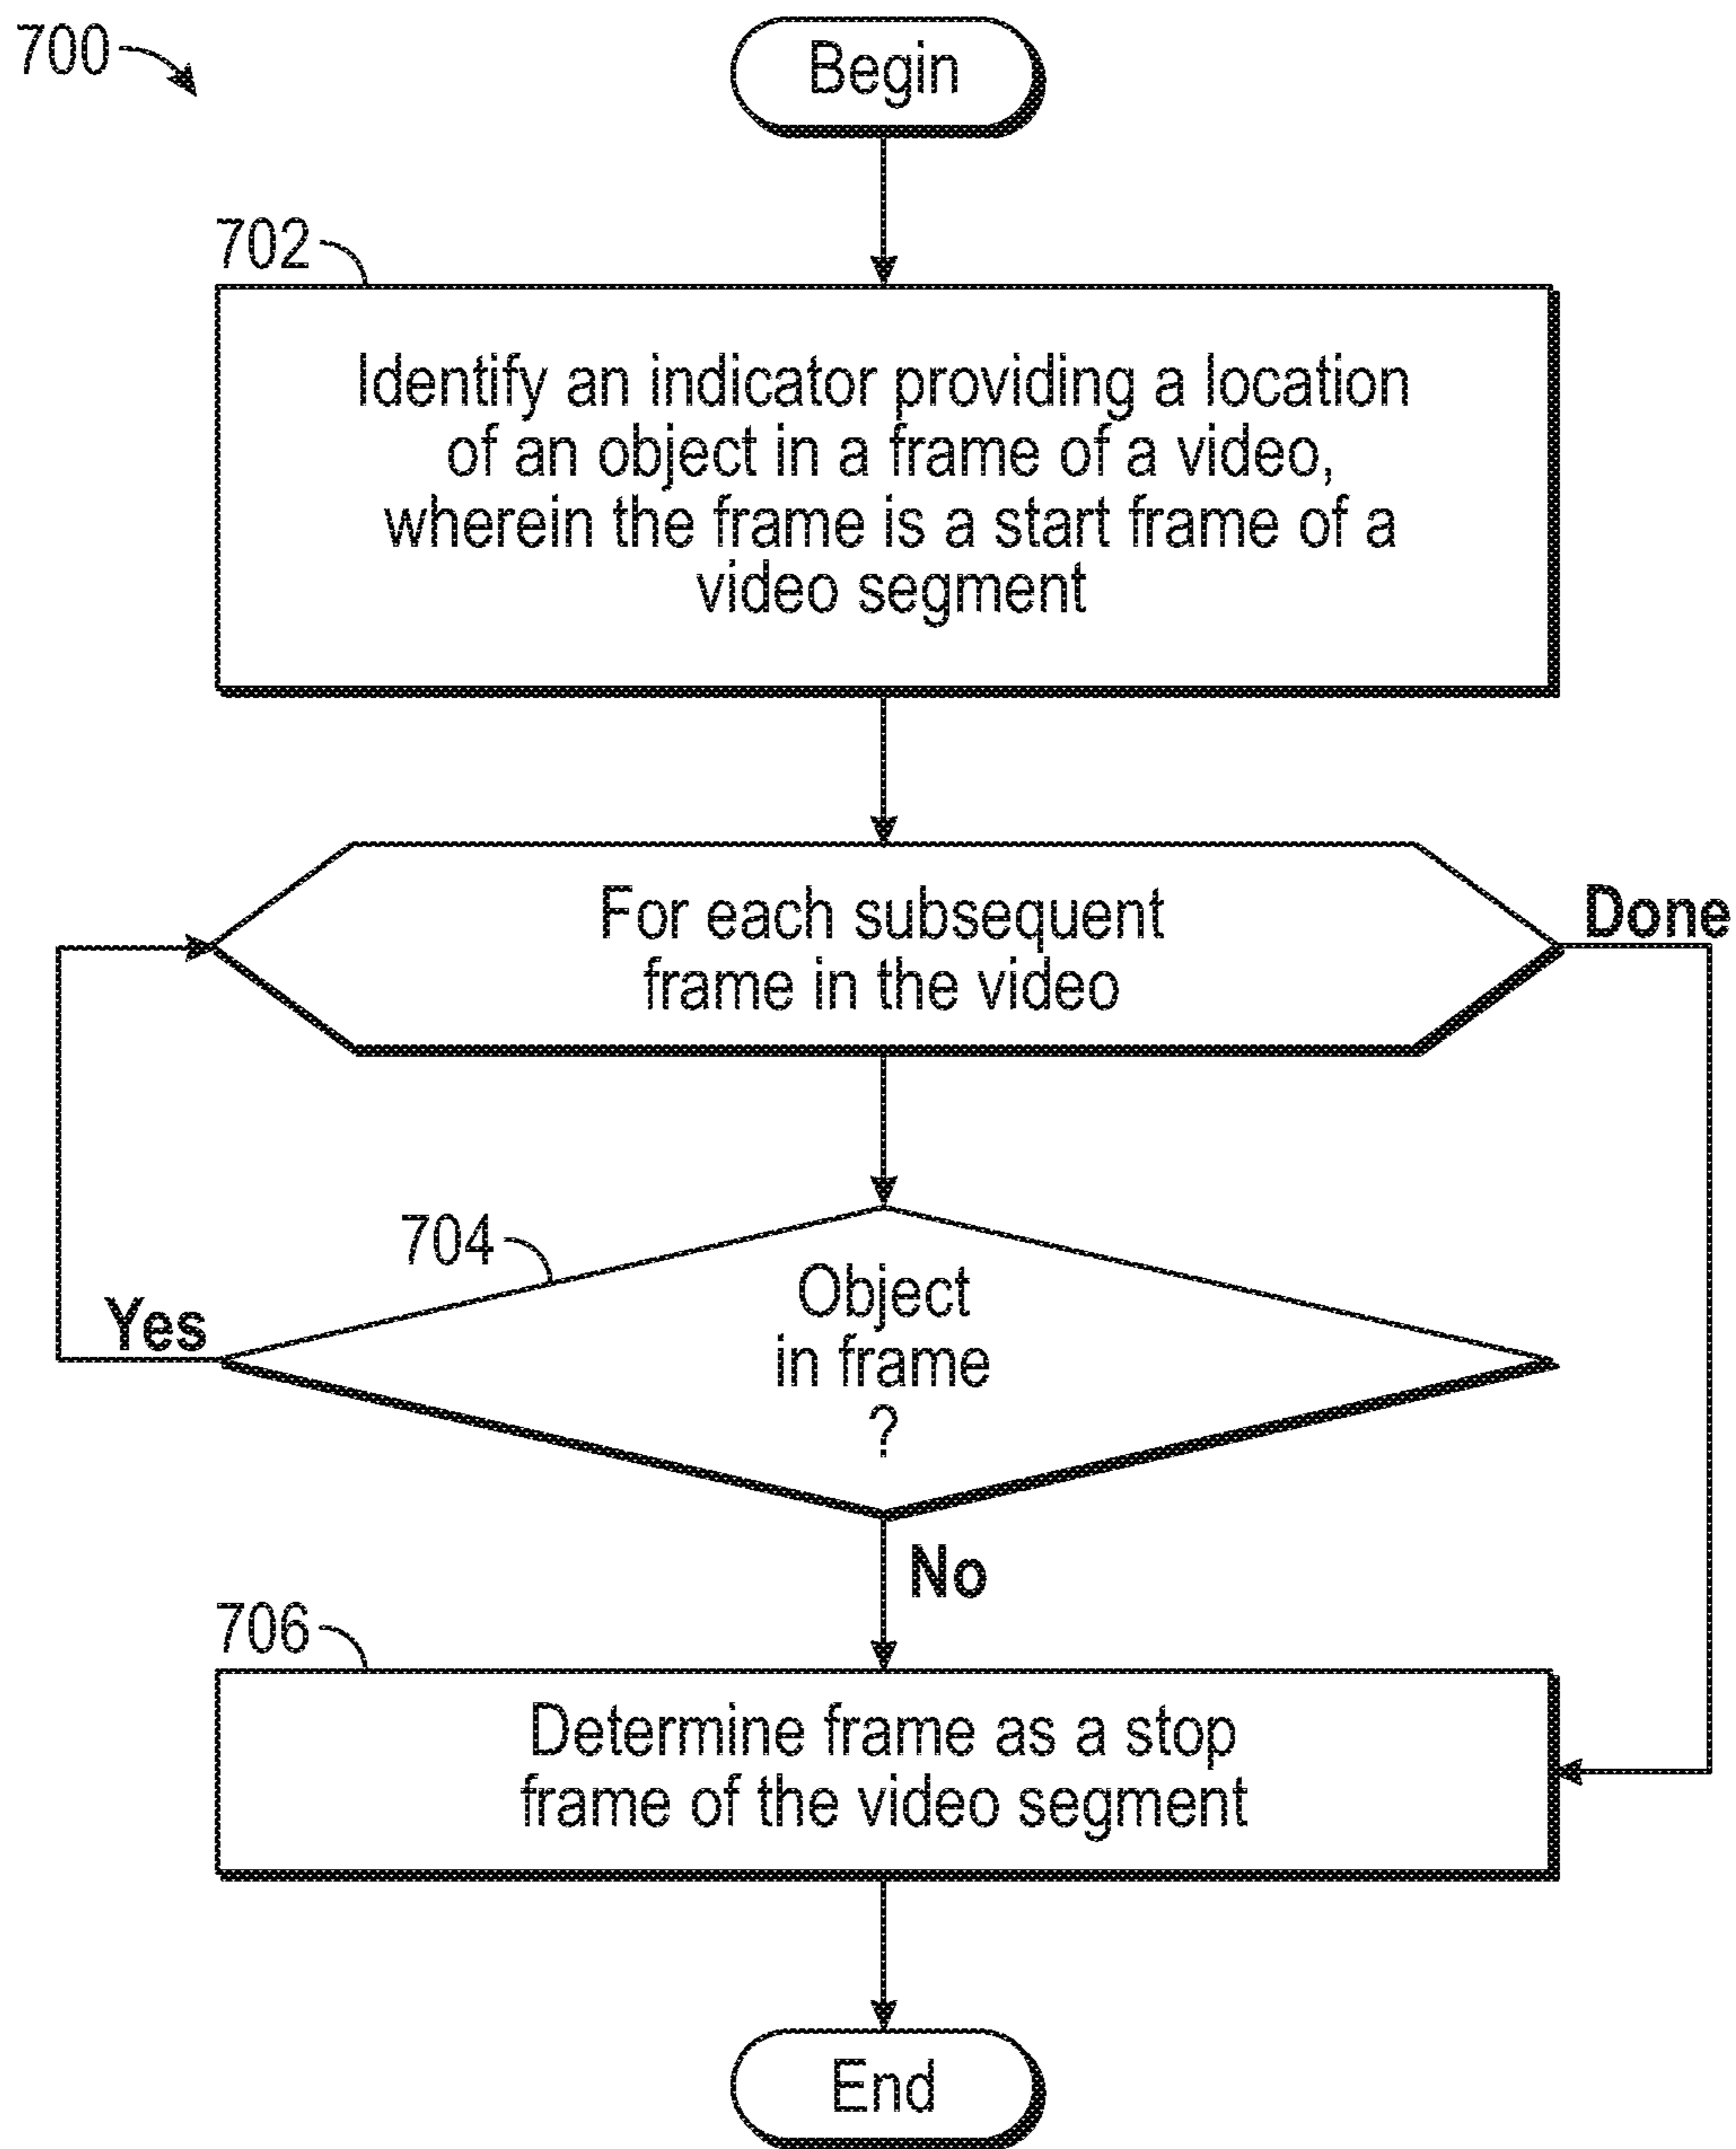 700
Begin
702
Identify an indicator providing a location
of an object in a frame of a video,
wherein the frame is a start frame of a
video segment
For each subsequent
frame in the video
Done
704
Object
in frame
?
Yes
No
706
Determine frame as a stop
frame of the video segment
End